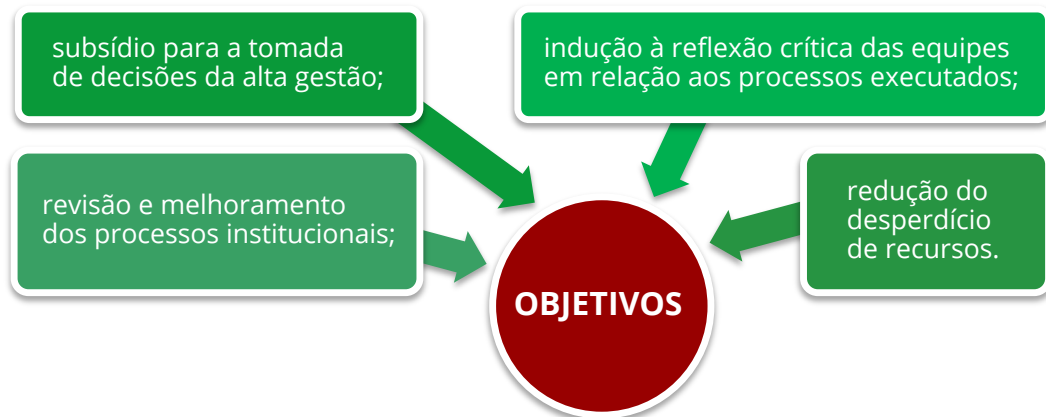 subsídio para a tomada
de decisões da alta gestão;
indução à reflexão crítica das equipes
em relação aos processos executados;
revisão e melhoramento
dos processos institucionais;
redução do
desperdício
de recursos.
OBJETIVOS